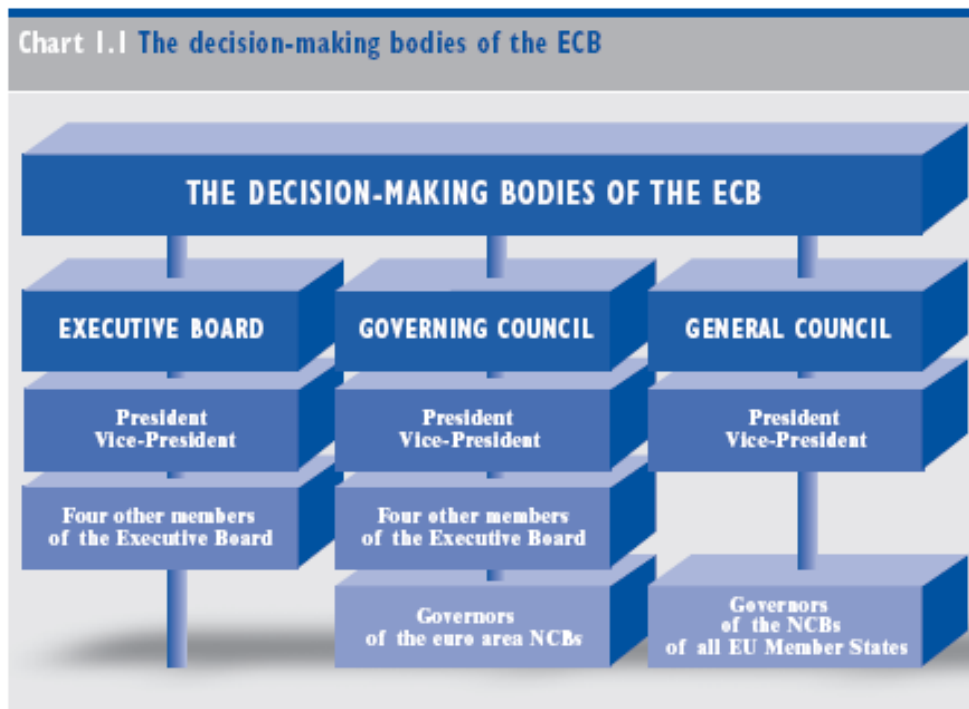 Chart 1.1 The decision-making bodies of the ECB
THE DECISION-MAKING BODIES OF THE ECB
EXECUTIVE BOARD
President
Vice-President
Four other members
of the Executive Board
GOVERNING COUNCIL
President
Vice-President
Four other members
of the Executive Board
Governors
of the euro area NCBs
GENERAL COUNCIL
President
Vice-President
Governors
of the NCBs
of all EU Member States